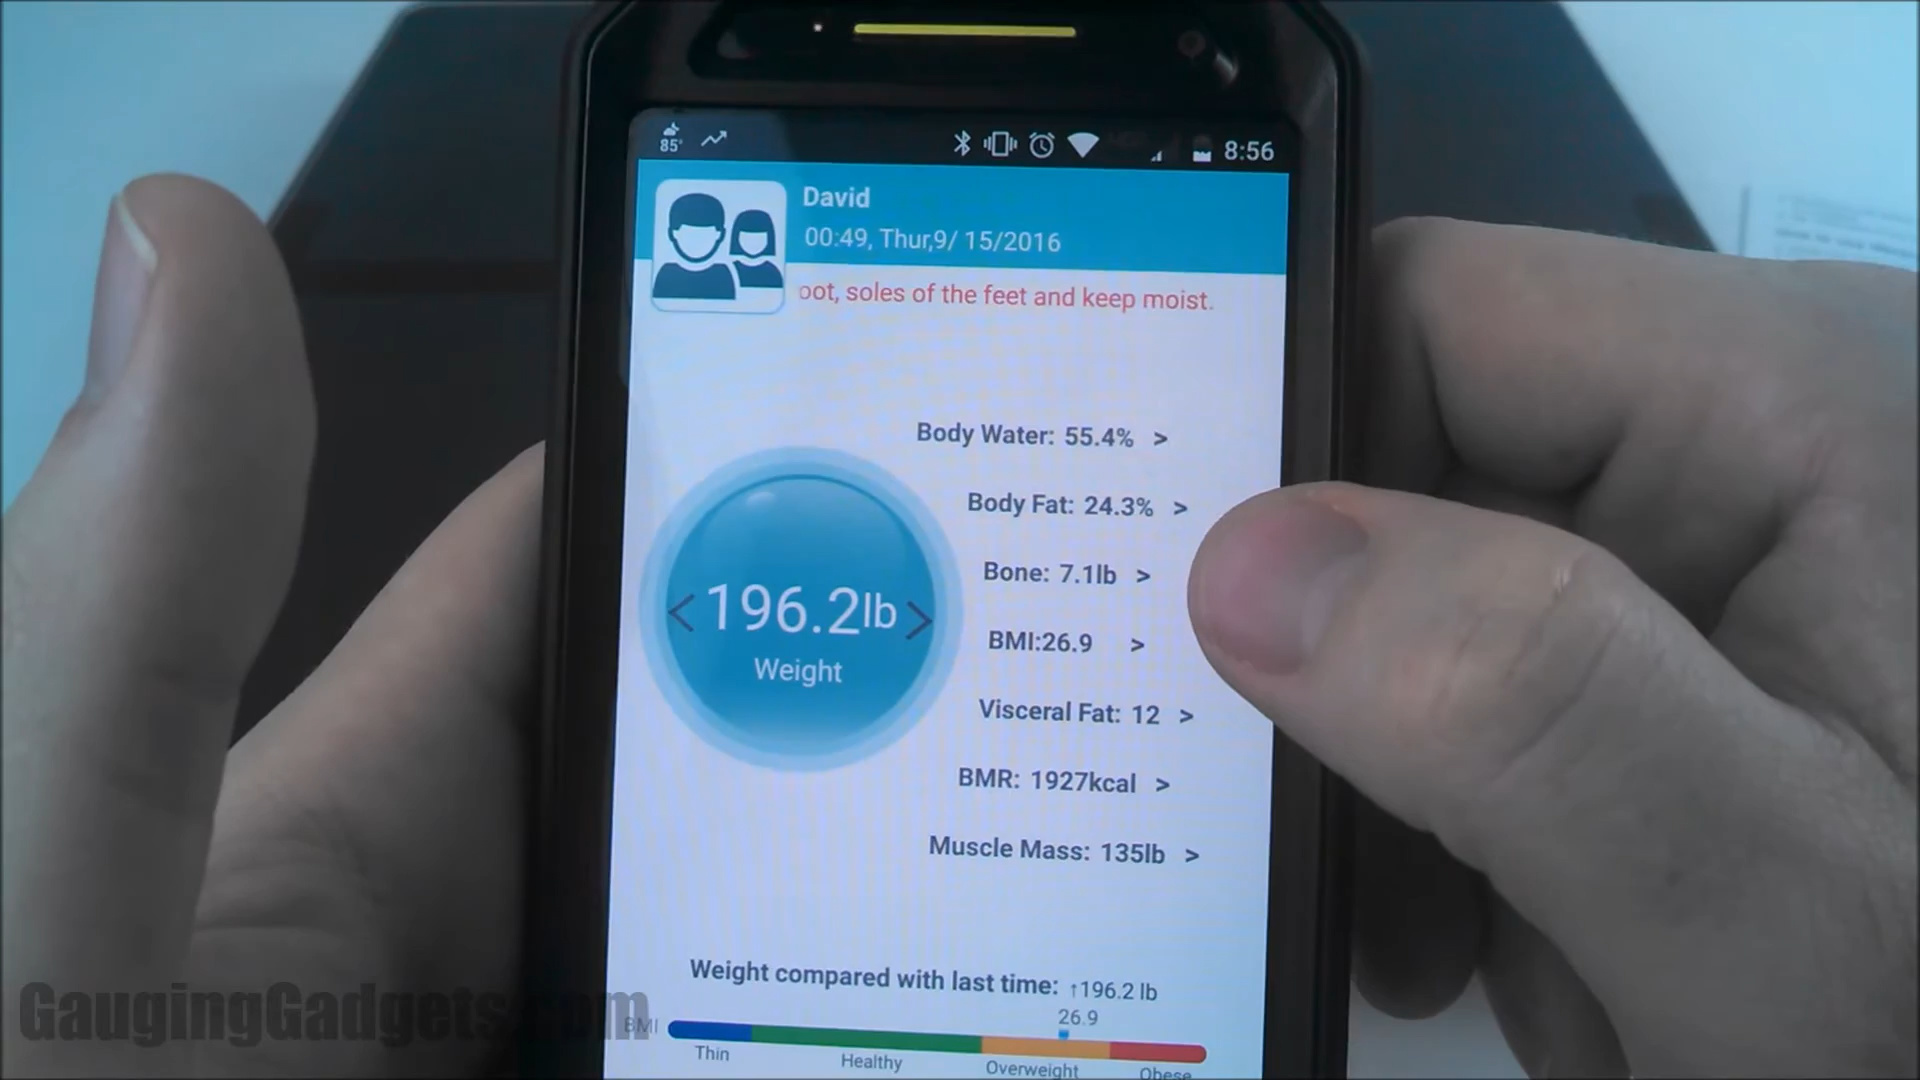 85°
8:56
David
00:49, Thur,9/ 15/2016
oot, soles of the feet and keep moist.
Body Water: 55.4% >
Body Fat: 24.3% >
Bone: 7.1lb >
BMI:26.9 >
Visceral Fat: 12 >
BMR: 1927kcal >
Muscle Mass: 135lb >
< 196.2lb >
Weight
Weight compared with last time: ↑196.2 lb
26.9
BMI
Thin Healthy Overweight Obese
GaugingGadgets.com